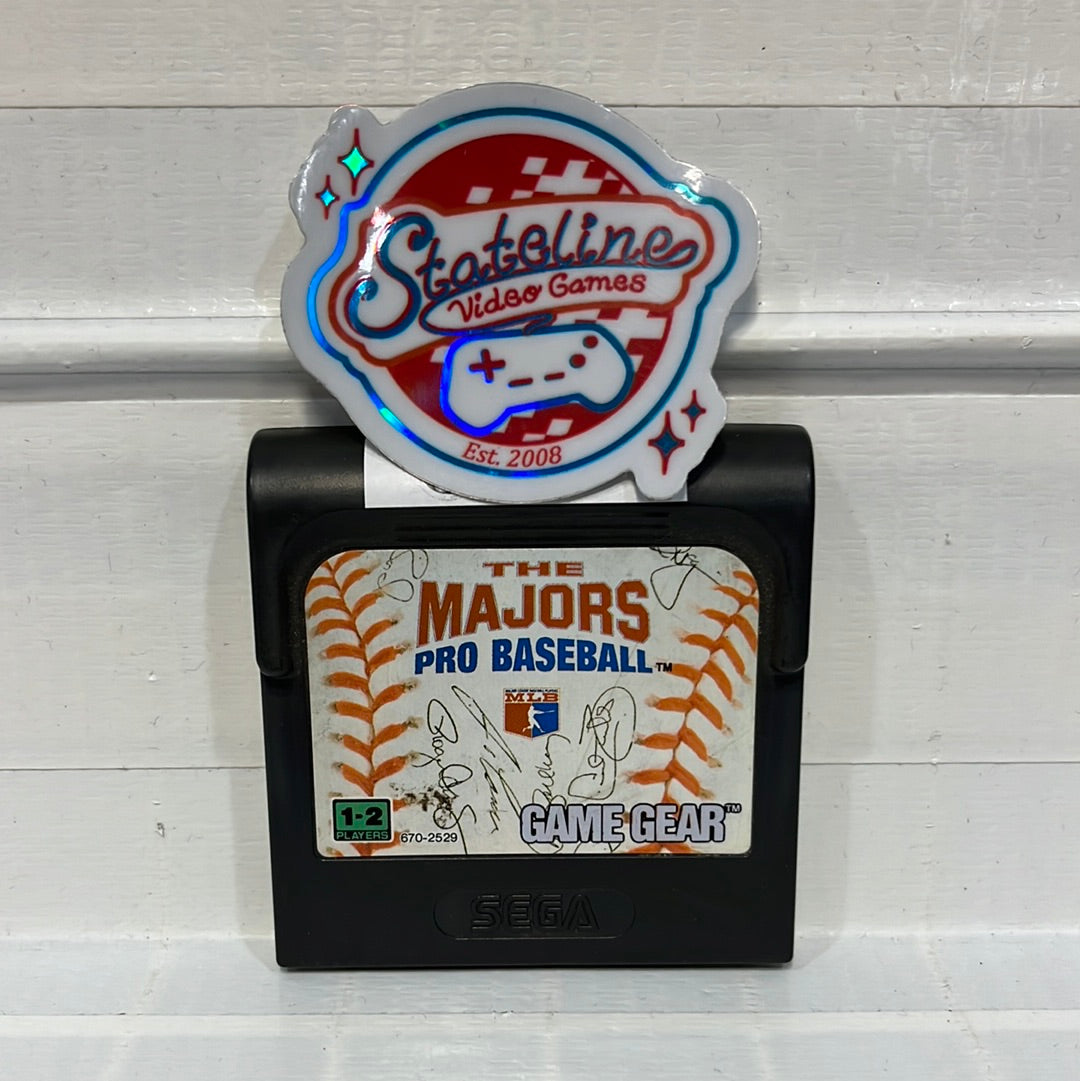 Stateline
Video Games
Est. 2008
THE
MAJORS
PRO BASEBALL™
MLB
1-2
PLAYERS
670-2529
GAME GEAR™
SEGA